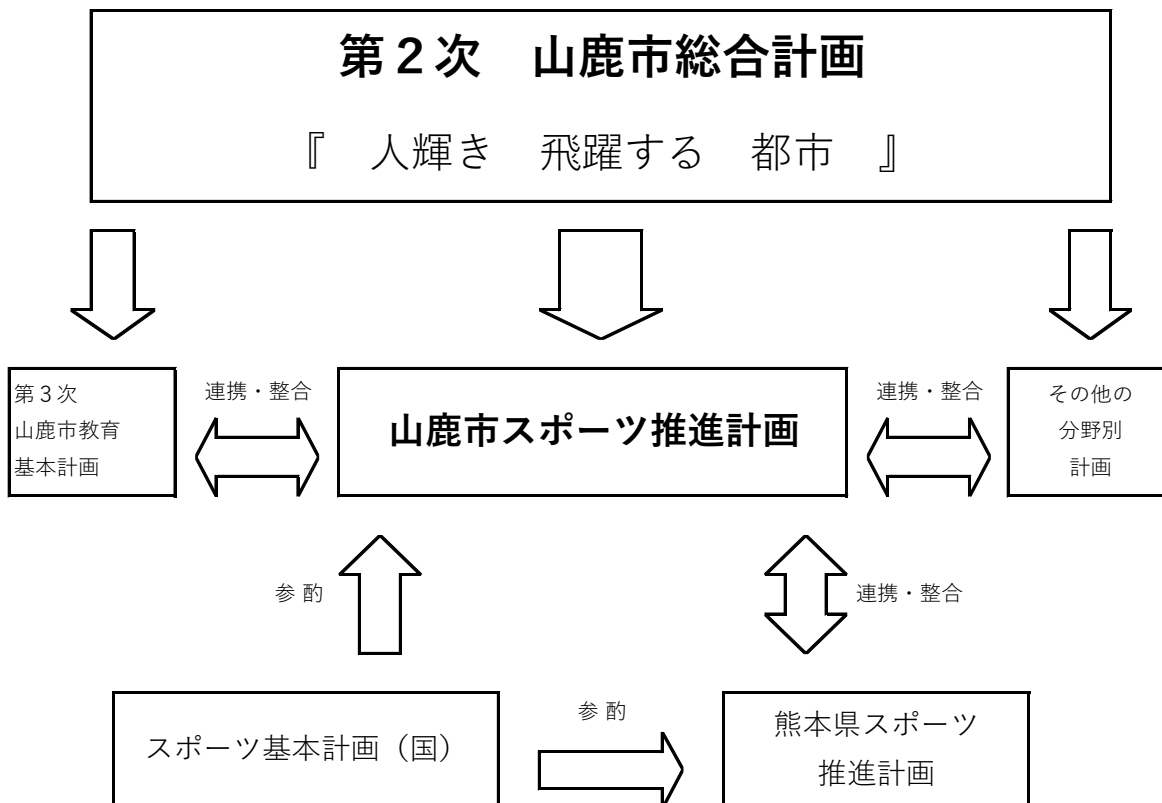 第２次　山鹿市総合計画
『　人輝き　飛躍する　都市　』
第３次
山鹿市教育
基本計画
連携・整合
山鹿市スポーツ推進計画
連携・整合
その他の
分野別
計画
参 酌
連携・整合
スポーツ基本計画（国）
参 酌
熊本県スポーツ
推進計画